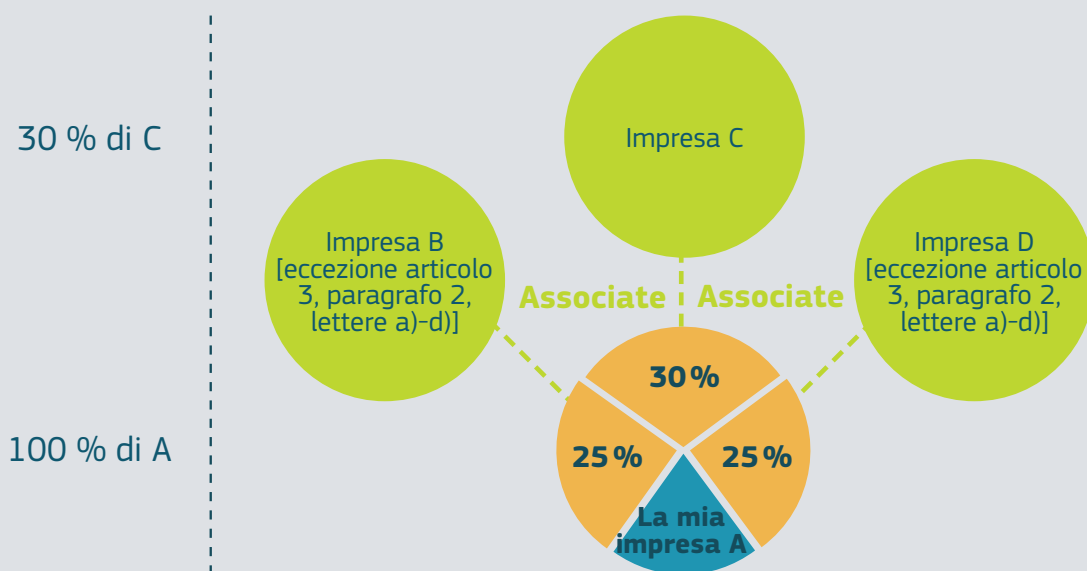 30 % di C
Impresa C
Impresa B
[eccezione articolo
3, paragrafo 2,
lettere a)-d)]
Associate
Associate
Impresa D
[eccezione articolo
3, paragrafo 2,
lettere a)-d)]
30 %
100 % di A
25 %
25 %
La mia
impresa A